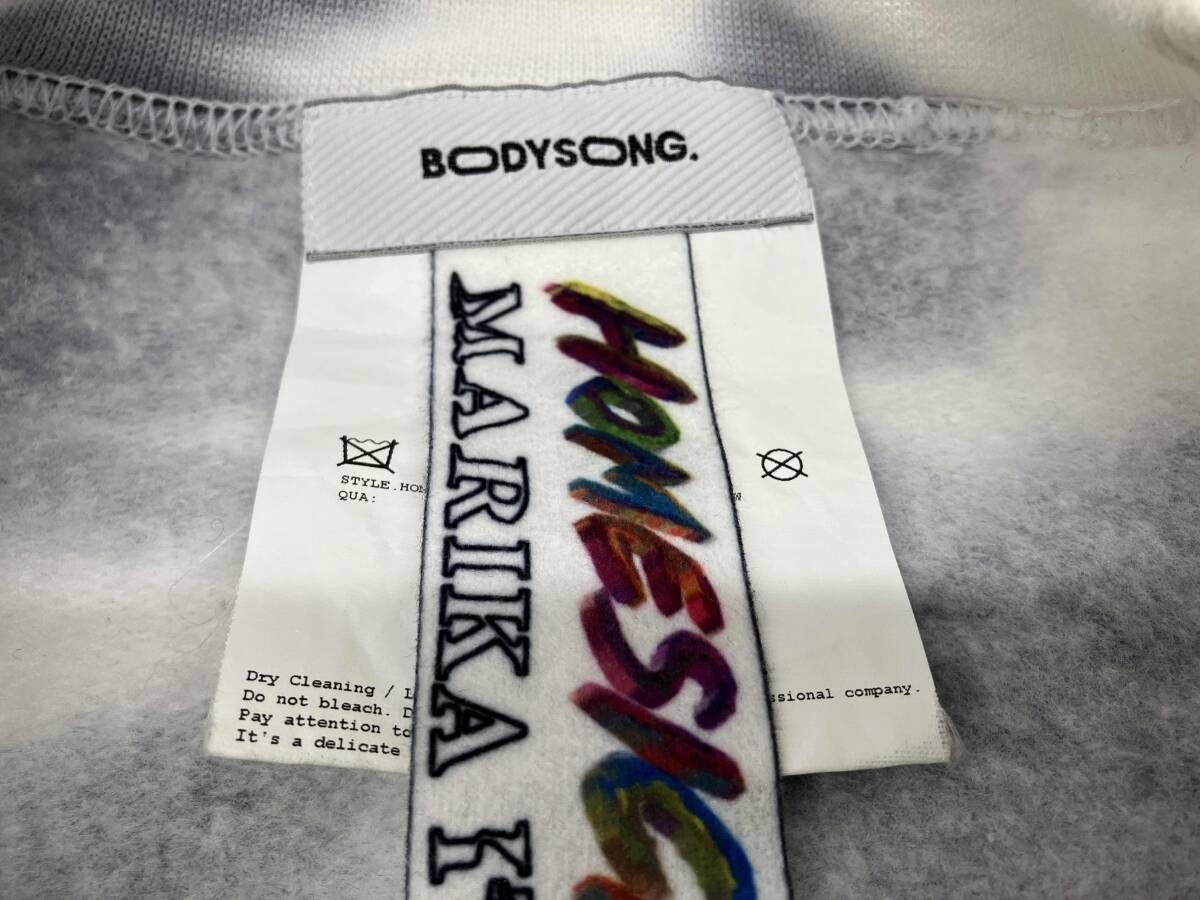 BODYSONG.
HOMESIC
MARIKA
STYLE.HOM
QUA:
W
Dry Cleaning /
ssional company.
Do not bleach.
Pay attention to
It's a delicate